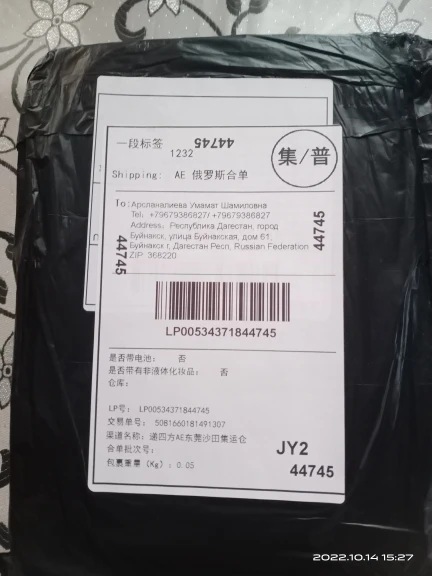 一段标签
1232
44745
集/普
Shipping: AE 俄罗斯合单
To: Арсланалиева Умамат Шамиловна
Tel. +79679386827/ +79679386827
Address. Республика Дагестан, город
Буйнакск, улица Буйнакская, дом 61,
Буйнакск г, Дагестан Респ, Russian Federation
ZIP 368220
44745
44745
LP00534371844745
是否带电池: 否
是否带有非液体化妆品: 否
仓库:
LP号: LP00534371844745
交易单号: 5081660181491307
渠道名称: 递四方AE东莞沙田集运仓
合单批次号:
包裹重量 (Kg): 0.05
JY2
44745
2022.10.14 15:27